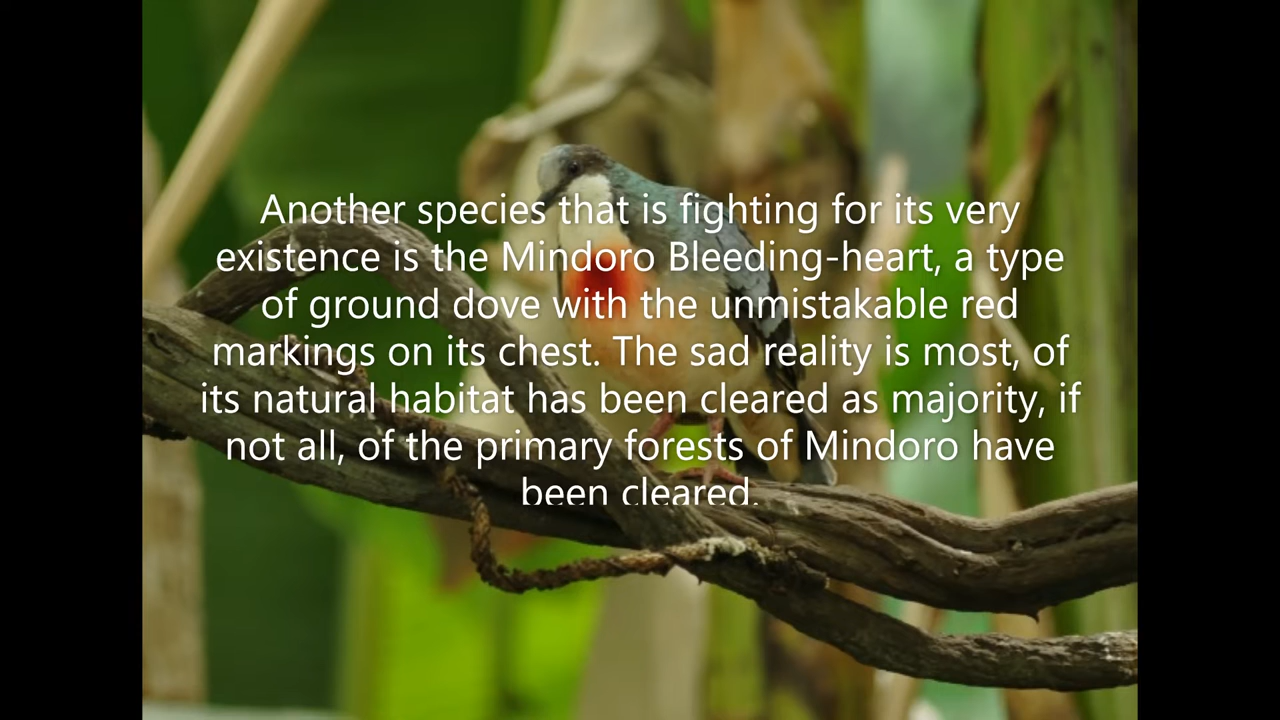 Another species that is fighting for its very
existence is the Mindoro Bleeding-heart, a type
of ground dove with the unmistakable red
markings on its chest. The sad reality is most, of
its natural habitat has been cleared as majority, if
not all, of the primary forests of Mindoro have
been cleared.